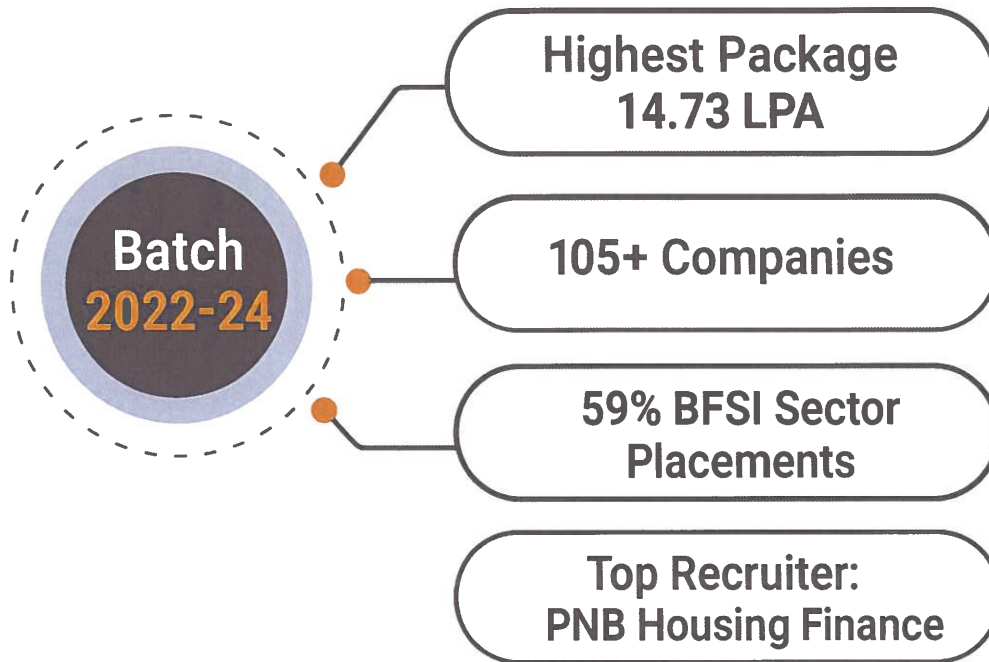 Highest Package
14.73 LPA
Batch
2022-24
105+ Companies
59% BFSI Sector
Placements
Top Recruiter:
PNB Housing Finance